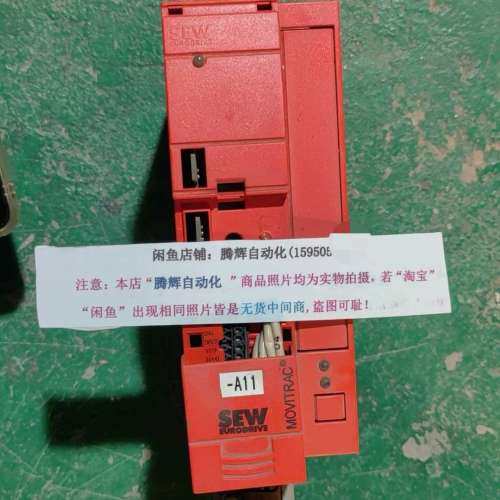 SEW
EURODRIVE
闲鱼店铺：腾辉自动化(159508
注意：本店“腾辉自动化 ”商品照片均为实物拍摄，若“淘宝”
“闲鱼”出现相同照片皆是无货中间商,盗图可耻!
-A11
SEW
EURODRIVE
MOVITRAC®